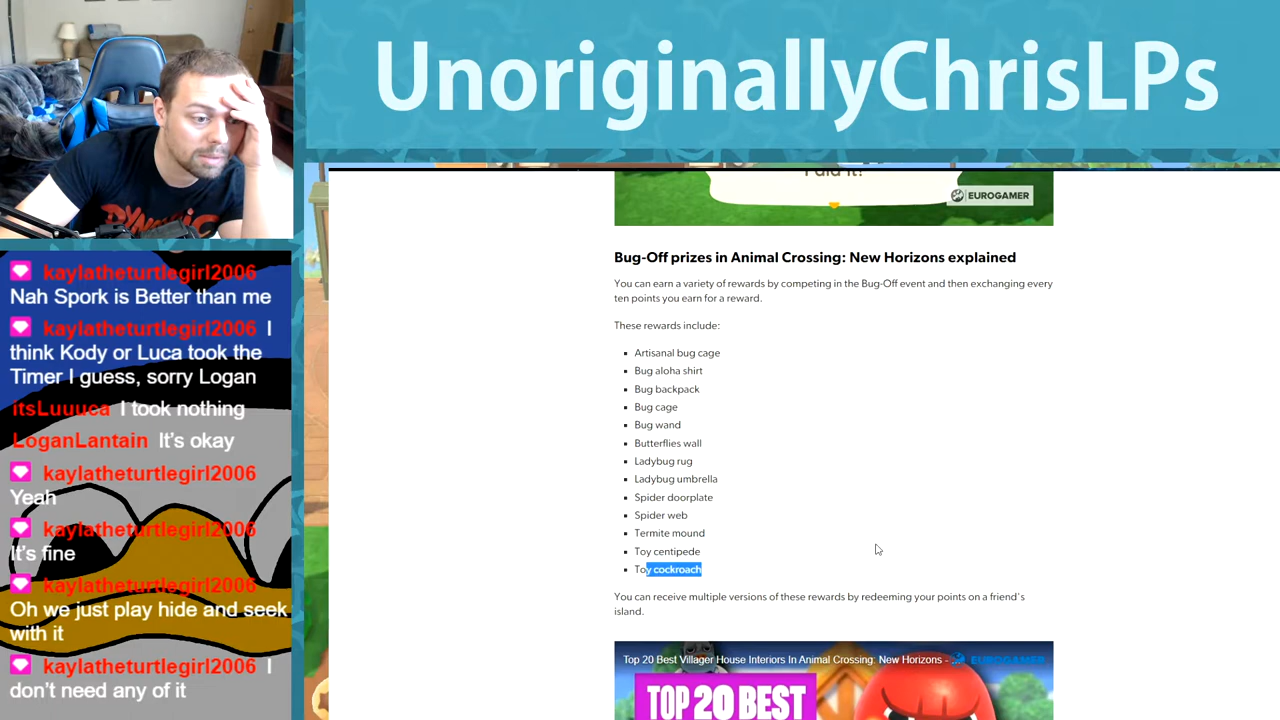 UnoriginallyChrisLPs
I did it!
EUROGAMER
Bug-Off prizes in Animal Crossing: New Horizons explained
You can earn a variety of rewards by competing in the Bug-Off event and then exchanging every
ten points you earn for a reward.
These rewards include:
Artisanal bug cage
Bug aloha shirt
Bug backpack
Bug cage
Bug wand
Butterflies wall
Ladybug rug
Ladybug umbrella
Spider doorplate
Spider web
Termite mound
Toy centipede
Toy cockroach
You can receive multiple versions of these rewards by redeeming your points on a friend's
island.
Top 20 Best Villager House Interiors In Animal Crossing: New Horizons -
EUROGAMER
TOP 20 BEST
kaylatheturtlegirl2006
Nah Spork is Better than me
kaylatheturtlegirl2006 I
think Kody or Luca took the
Timer I guess, sorry Logan
itsLuuuca I took nothing
LoganLantain It's okay
kaylatheturtlegirl2006
Yeah
kaylatheturtlegirl2006
It's fine
kaylatheturtlegirl2006
Oh we just play hide and seek
with it
kaylatheturtlegirl2006 I
don't need any of it